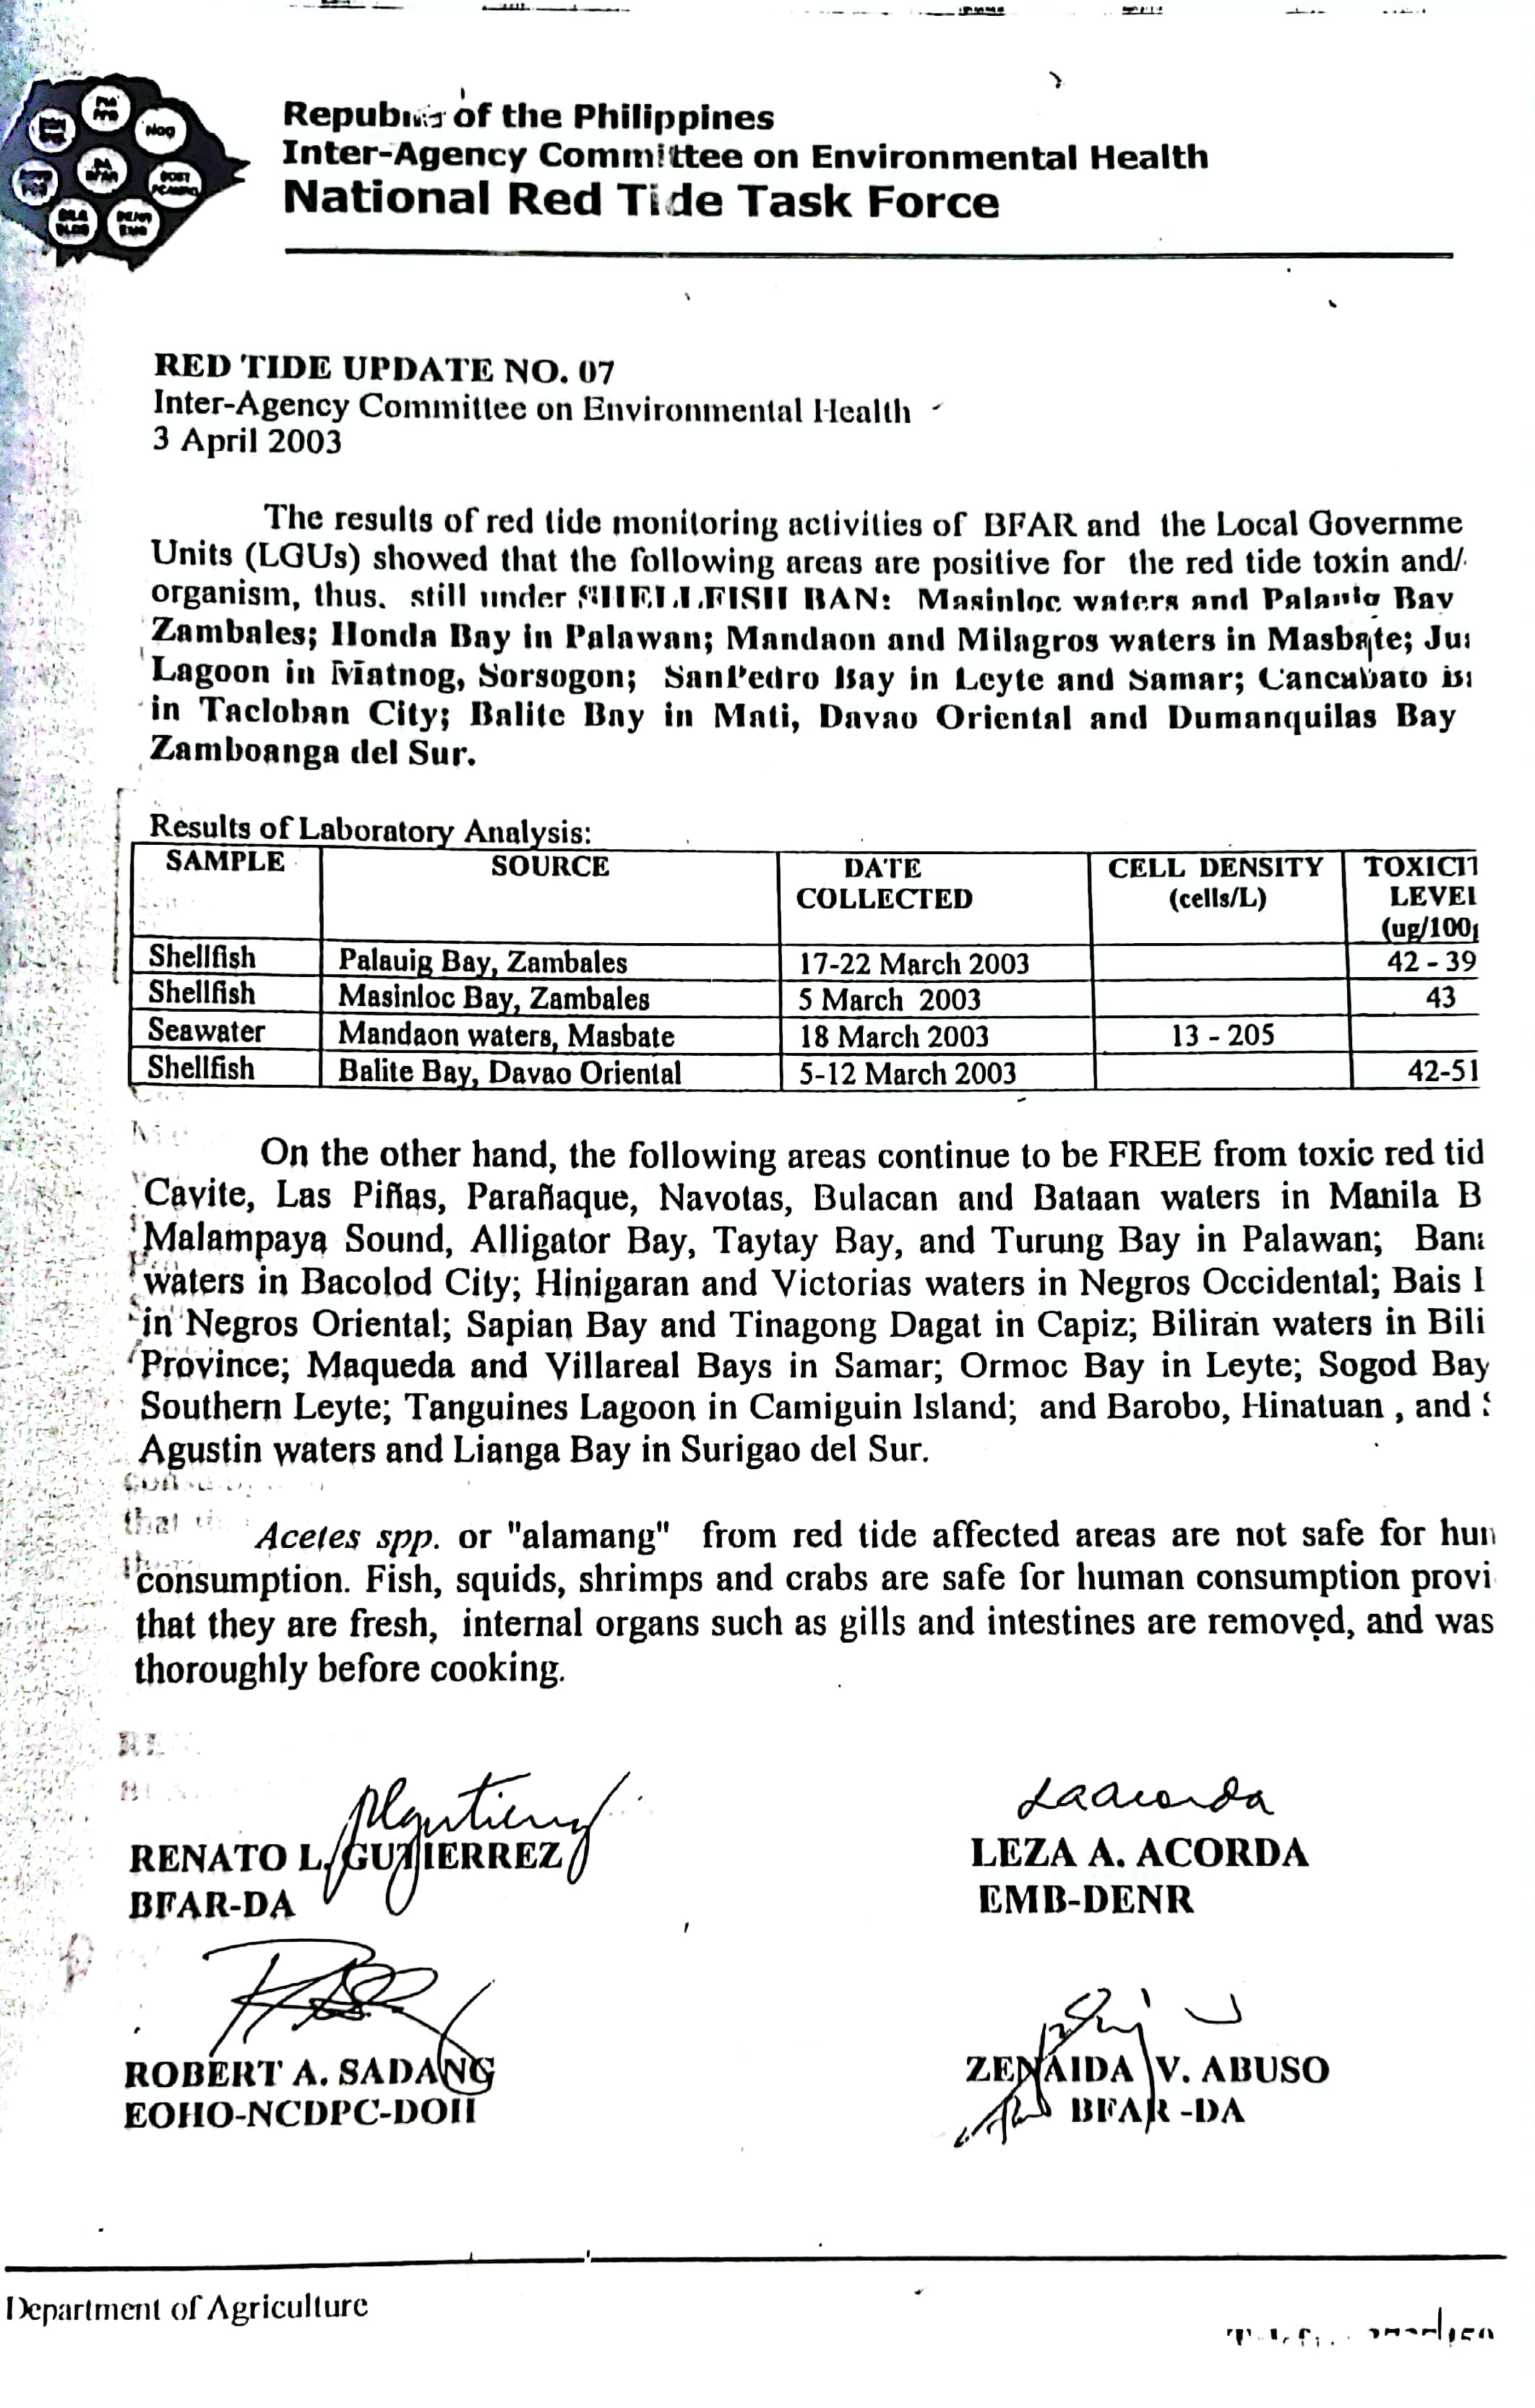 Republic of the Philippines
Inter-Agency Committee on Environmental Health
National Red Tide Task Force
RED TIDE UPDATE NO. 07
Inter-Agency Committee on Environmental Health
3 April 2003
The results of red tide monitoring activities of BFAR and the Local Governme
Units (LGUs) showed that the following areas are positive for the red tide toxin and/
organism, thus, still under SHELLFISH BAN: Masinloc waters and Palauig Bay
Zambales; Honda Bay in Palawan; Mandaon and Milagros waters in Masbate; Ju
Lagoon in Matnog, Sorsogon; SanPedro Bay in Leyte and Samar; Cancabato
in Tacloban City; Balite Bay in Mati, Davao Oriental and Dumanquilas Bay
Zamboanga del Sur.
Results of Laboratory Analysis:
SAMPLE SOURCE DATE COLLECTED CELL DENSITY (cells/L) TOXICIT LEVEL (ug/100g
Shellfish Palauig Bay, Zambales 17-22 March 2003 42 - 39
Shellfish Masinloc Bay, Zambales 5 March 2003 43
Seawater Mandaon waters, Masbate 18 March 2003 13 - 205
Shellfish Balite Bay, Davao Oriental 5-12 March 2003 42-51
On the other hand, the following areas continue to be FREE from toxic red tid
Cavite, Las Piñas, Parañaque, Navotas, Bulacan and Bataan waters in Manila B
Malampaya Sound, Alligator Bay, Taytay Bay, and Turung Bay in Palawan; Bana
waters in Bacolod City; Hinigaran and Victorias waters in Negros Occidental; Bais
in Negros Oriental; Sapian Bay and Tinagong Dagat in Capiz; Biliran waters in Bili
Province; Maqueda and Villareal Bays in Samar; Ormoc Bay in Leyte; Sogod Bay
Southern Leyte; Tanguines Lagoon in Camiguin Island; and Barobo, Hinatuan , and
Agustin waters and Lianga Bay in Surigao del Sur.
Acetes spp. or "alamang" from red tide affected areas are not safe for hun
consumption. Fish, squids, shrimps and crabs are safe for human consumption provi
that they are fresh, internal organs such as gills and intestines are removed, and was
thoroughly before cooking.
RENATO L. GUTIERREZ
BFAR-DA
LEZA A. ACORDA
EMB-DENR
ROBERT A. SADANG
EOHO-NCDPC-DOH
ZENAIDA V. ABUSO
BFAR -DA
Department of Agriculture